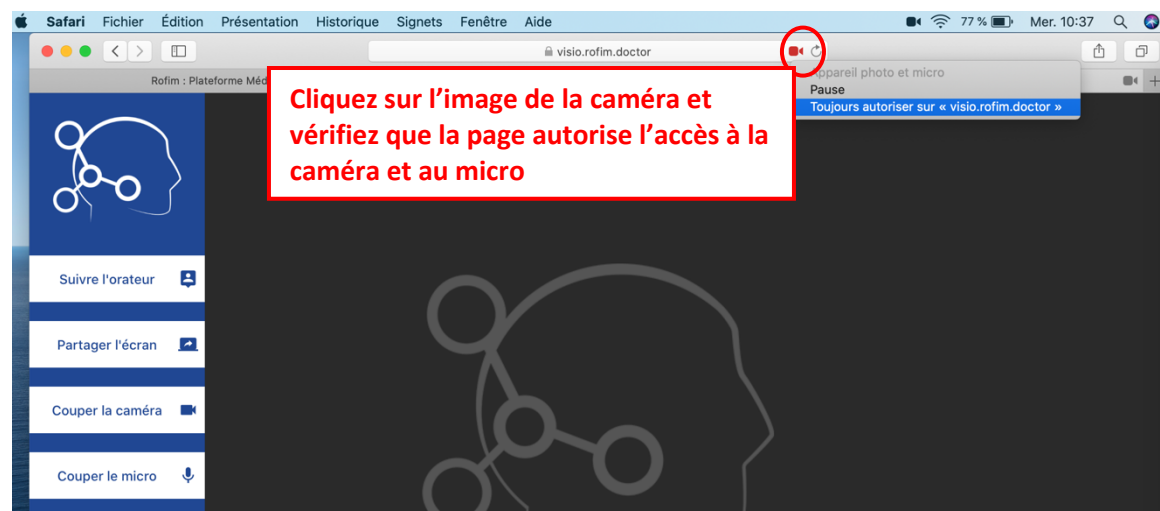 Safari Fichier Édition Présentation Historique Signets Fenêtre Aide 77 % Mer. 10:37
visio.rofim.doctor
Rofim : Plateforme Méd
Appareil photo et micro
Pause
Toujours autoriser sur « visio.rofim.doctor »
Cliquez sur l’image de la caméra et
vérifiez que la page autorise l’accès à la
caméra et au micro
Suivre l'orateur
Partager l'écran
Couper la caméra
Couper le micro